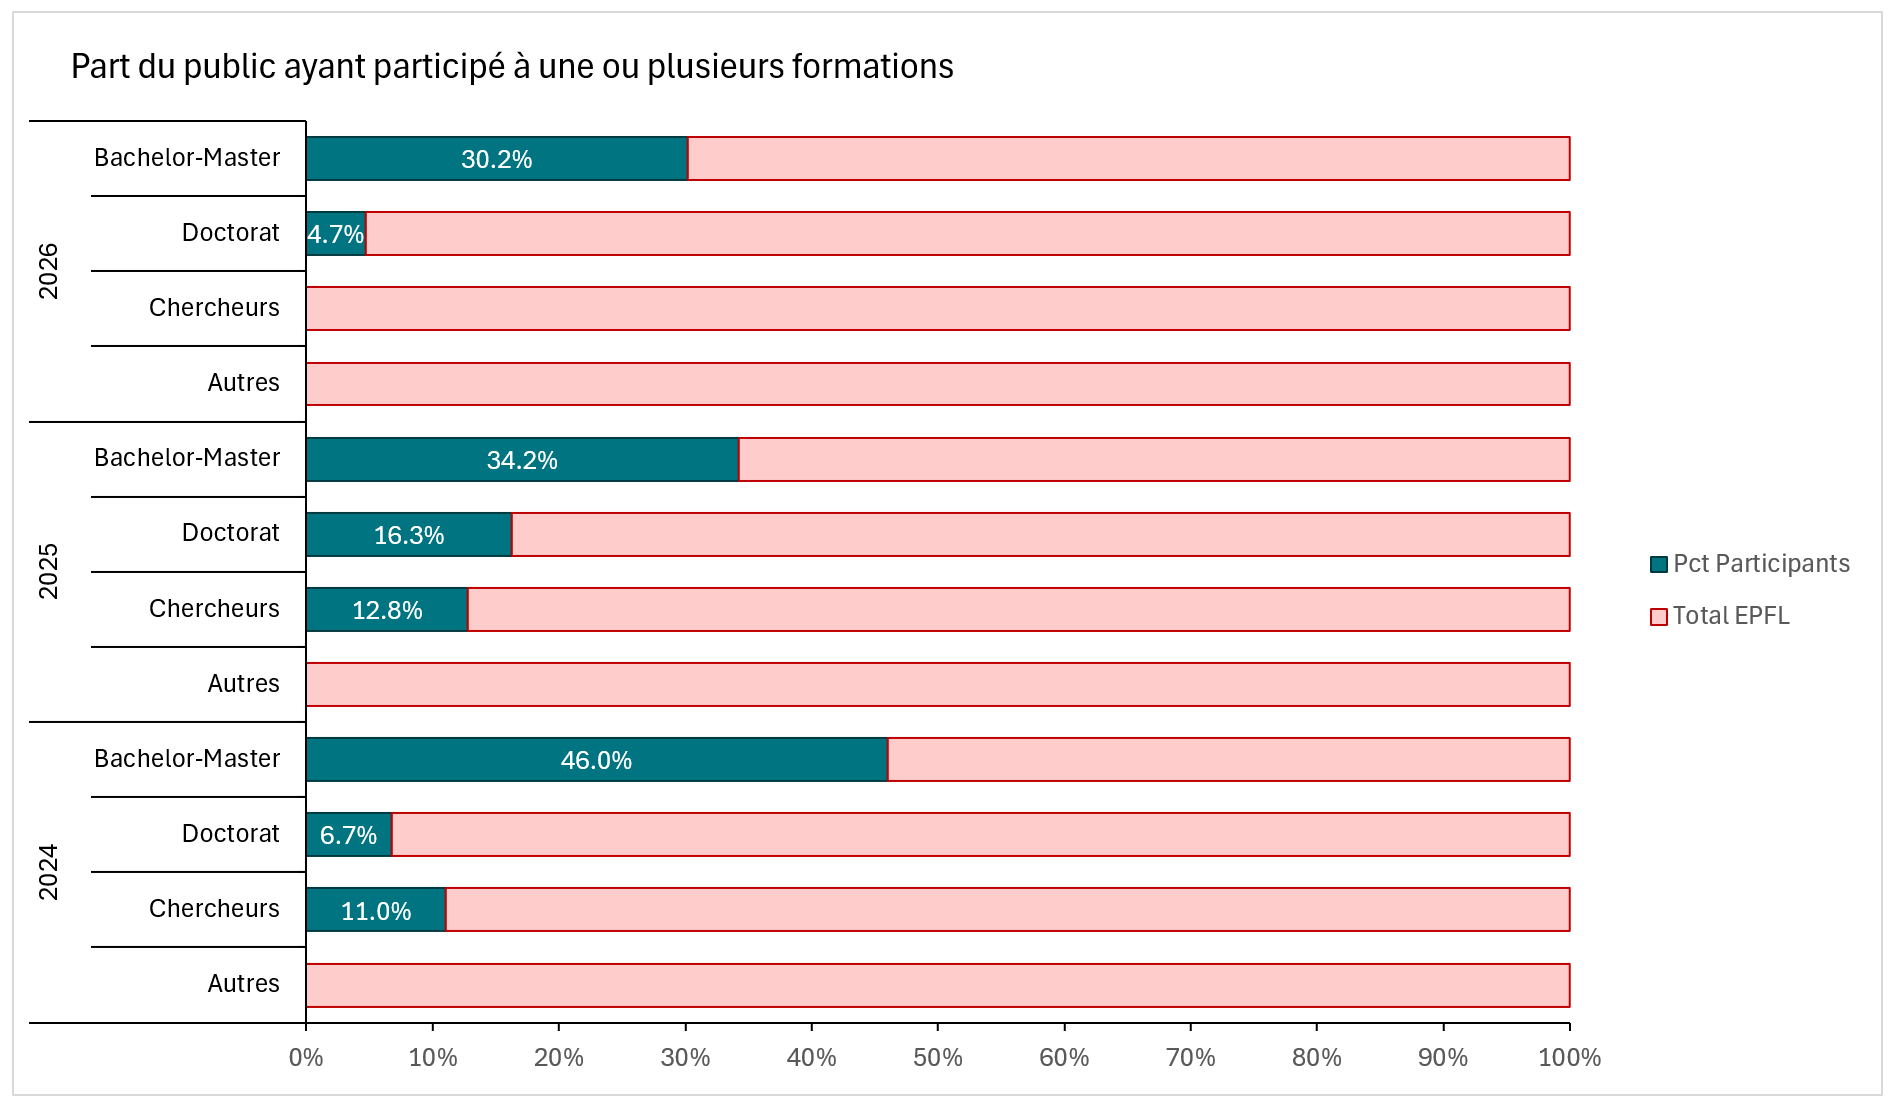 Part du public ayant participé à une ou plusieurs formations
2026
Bachelor-Master
30.2%
Doctorat
4.7%
Chercheurs
Autres
2025
Bachelor-Master
34.2%
Doctorat
16.3%
Chercheurs
12.8%
Autres
2024
Bachelor-Master
46.0%
Doctorat
6.7%
Chercheurs
11.0%
Autres
0% 10% 20% 30% 40% 50% 60% 70% 80% 90% 100%
Pct Participants
Total EPFL